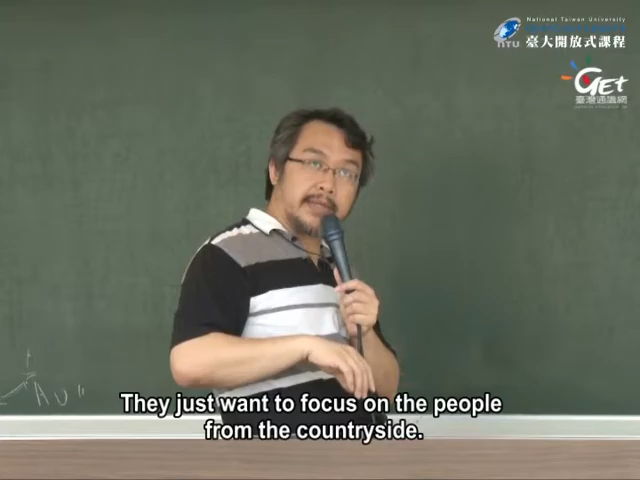 National Taiwan University
NTU
臺大開放式課程
GEt
臺灣通識網
Au"
They just want to focus on the people
from the countryside.